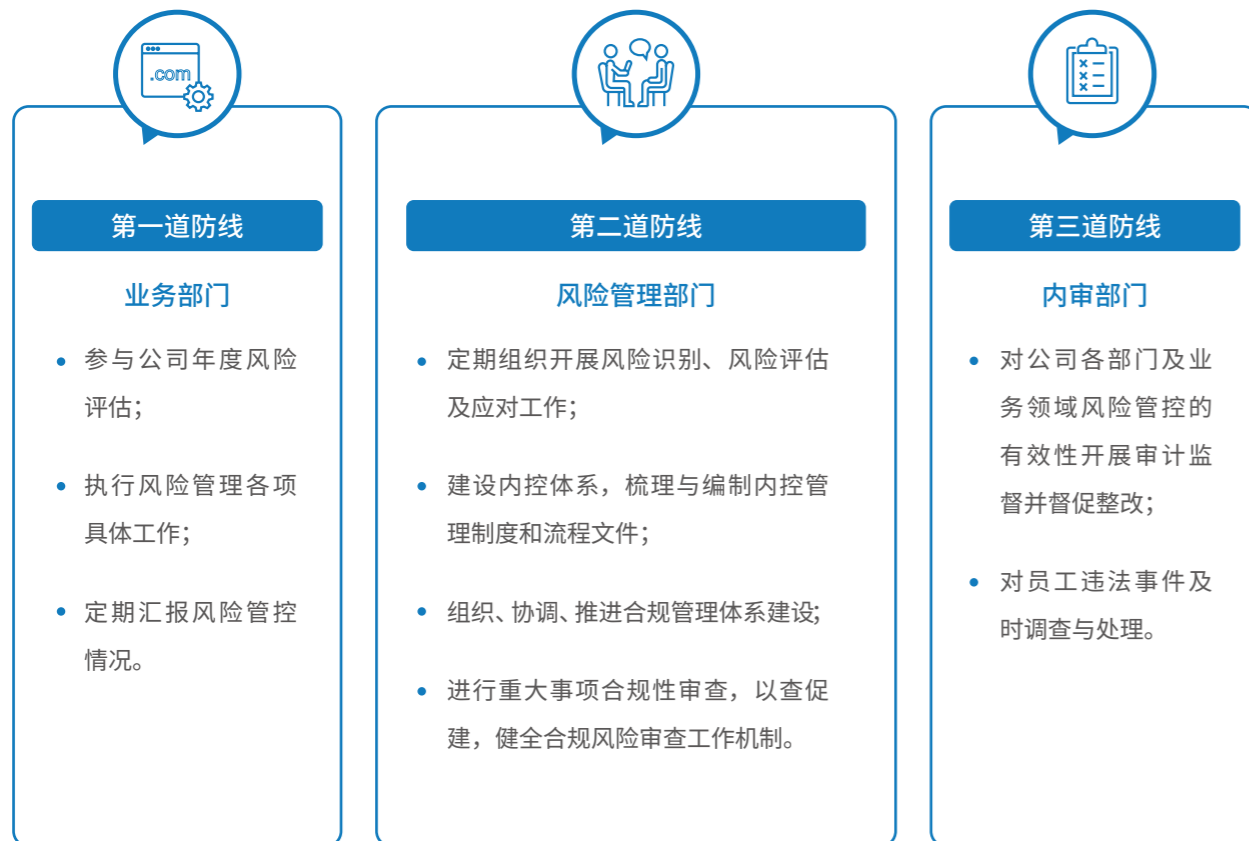 .com
第一道防线
业务部门
参与公司年度风险
评估；
执行风险管理各项
具体工作；
定期汇报风险管控
情况。
第二道防线
风险管理部门
定期组织开展风险识别、风险评估
及应对工作；
建设内控体系，梳理与编制内控管
理制度和流程文件；
组织、协调、推进合规管理体系建设；
进行重大事项合规性审查，以查促
建，健全合规风险审查工作机制。
第三道防线
内审部门
对公司各部门及业
务领域风险管控的
有效性开展审计监
督并督促整改；
对员工违法事件及
时调查与处理。